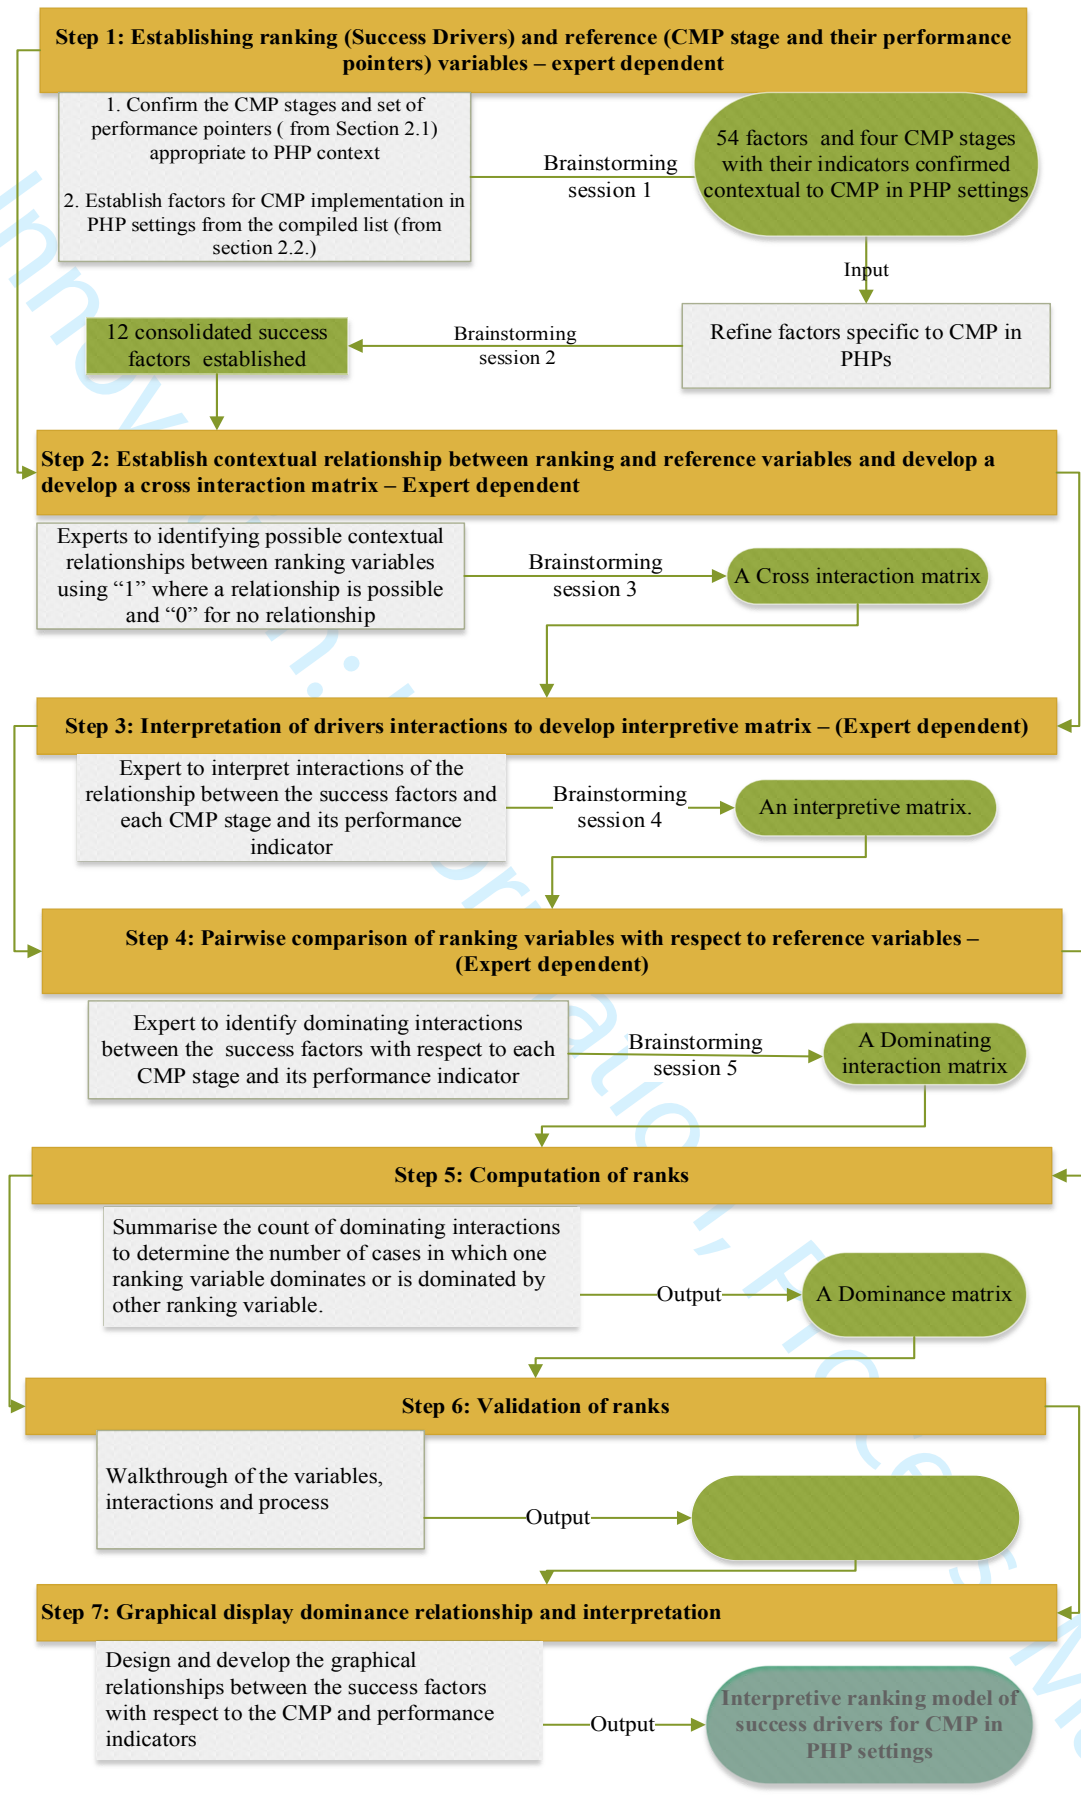 Step 1: Establishing ranking (Success Drivers) and reference (CMP stage and their performance
pointers) variables – expert dependent
1. Confirm the CMP stages and set of
performance pointers ( from Section 2.1)
appropriate to PHP context
2. Establish factors for CMP implementation in
PHP settings from the compiled list (from
section 2.2.)
Brainstorming
session 1
54 factors and four CMP stages
with their indicators confirmed
contextual to CMP in PHP settings
Input
12 consolidated success
factors established
Brainstorming
session 2
Refine factors specific to CMP in
PHPs
Step 2: Establish contextual relationship between ranking and reference variables and develop a
develop a cross interaction matrix – Expert dependent
Experts to identifying possible contextual
relationships between ranking variables
using “1” where a relationship is possible
and “0” for no relationship
Brainstorming
session 3
A Cross interaction matrix
Step 3: Interpretation of drivers interactions to develop interpretive matrix – (Expert dependent)
Expert to interpret interactions of the
relationship between the success factors and
each CMP stage and its performance
indicator
Brainstorming
session 4
An interpretive matrix.
Step 4: Pairwise comparison of ranking variables with respect to reference variables –
(Expert dependent)
Expert to identify dominating interactions
between the success factors with respect to each
CMP stage and its performance indicator
Brainstorming
session 5
A Dominating
interaction matrix
Step 5: Computation of ranks
Summarise the count of dominating interactions
to determine the number of cases in which one
ranking variable dominates or is dominated by
other ranking variable.
Output
A Dominance matrix
Step 6: Validation of ranks
Walkthrough of the variables,
interactions and process
Output
Step 7: Graphical display dominance relationship and interpretation
Design and develop the graphical
relationships between the success factors
with respect to the CMP and performance
indicators
Output
Interpretive ranking model of
success drivers for CMP in
PHP settings